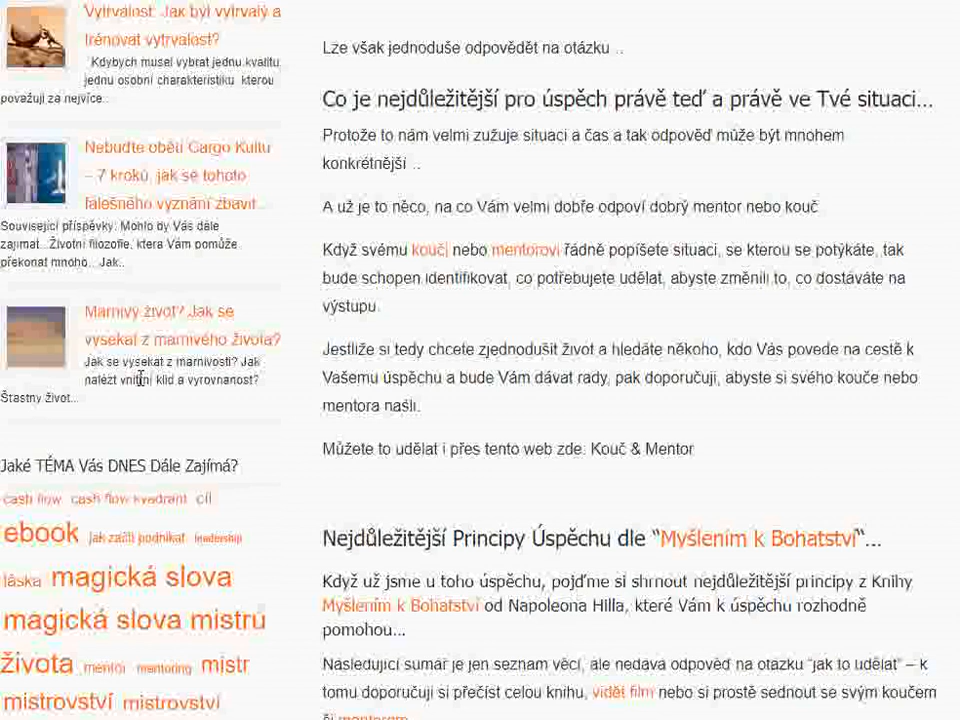 Vytrvalost: Jak být vytrvalý a
trénovat vytrvalost?
Kdybych musel vybrat jednu kvalitu,
jednu osobní charakteristiku, kterou
považuji za nejvíce..
Nebuďte obětí Cargo Kultu
– 7 kroků, jak se tohoto
falešného vyznání zbavit...
Související příspěvky: Mohlo by Vás dále
zajímat...Životní filozofie, která Vám pomůže
překonat mnoho... Jak..
Marnivý život? Jak se
vysekat z marnivého života?
Jak se vysekat z marnivosti? Jak
nalézt vnitřní klid a vyrovnanost?
Šťastný život...
Jaké TÉMA Vás DNES Dále Zajímá?
cash flow cash flow kvadrant cíl
ebook jak začít podnikat leadership
láska magická slova
magická slova mistrů
života mentor mentoring mistr
mistrovství mistrovství
Lze však jednoduše odpovědět na otázku ..
Co je nejdůležitější pro úspěch právě teď a právě ve Tvé situaci…
Protože to nám velmi zužuje situaci a čas a tak odpověď může být mnohem
konkrétnější ..
A už je to něco, na co Vám velmi dobře odpoví dobrý mentor nebo kouč.
Když svému kouči nebo mentorovi řádně popíšete situaci, se kterou se potýkáte, tak
bude schopen identifikovat, co potřebujete udělat, abyste změnili to, co dostáváte na
výstupu.
Jestliže si tedy chcete zjednodušit život a hledáte někoho, kdo Vás povede na cestě k
Vašemu úspěchu a bude Vám dávat rady, pak doporučuji, abyste si svého kouče nebo
mentora našli.
Můžete to udělat i přes tento web zde: Kouč & Mentor
Nejdůležitější Principy Úspěchu dle “Myšlením k Bohatství“…
Když už jsme u toho úspěchu, pojďme si shrnout nejdůležitější principy z Knihy
Myšlením k Bohatství od Napoleona Hilla, které Vám k úspěchu rozhodně
pomohou…
Následující sumář je jen seznam věcí, ale nedává odpověď na otázku “jak to udělat” – k
tomu doporučuji si přečíst celou knihu, vidět film nebo si prostě sednout se svým koučem
či mentorem